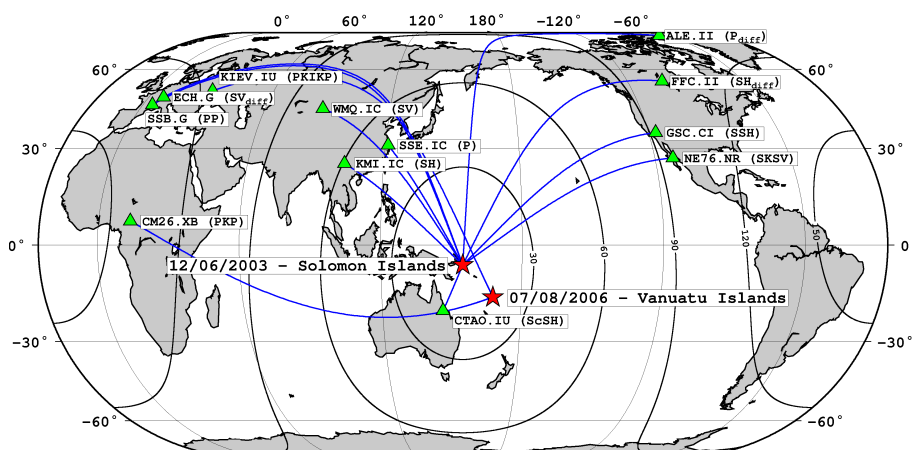 0° 60° 120° 180° −120° −60°
ALE.II (Pdiff)
60° 60°
KIEV.IU (PKIKP)
FFC.II (SHdiff)
ECH.G (SVdiff)
WMQ.IC (SV)
SSB.G (PP)
GSC.CI (SSH)
30° 30°
SSE.IC (P)
NE76.NR (SKSV)
KMI.IC (SH)
CM26.XB (PKP)
0° 30 60 90 120 150 0°
12/06/2003 − Solomon Islands
07/08/2006 − Vanuatu Islands
CTAO.IU (ScSH)
−30° −30°
−60° −60°